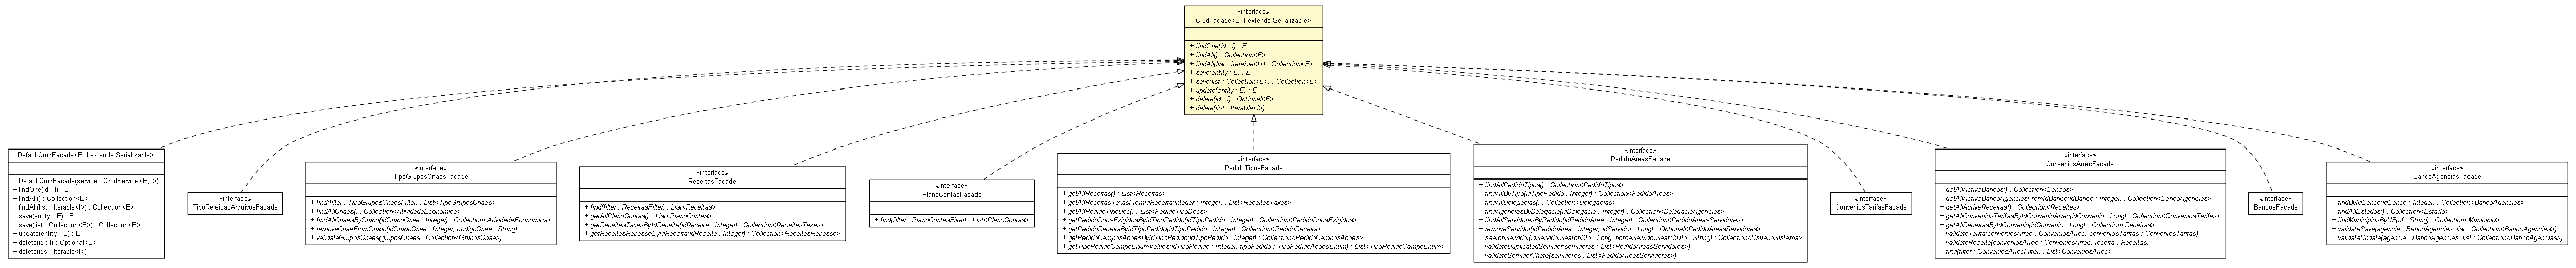 «interface»
CrudFacade<E, I extends Serializable>
+ findOne(id : I) : E
+ findAll() : Collection<E>
+ findAll(list : Iterable<I>) : Collection<E>
+ save(entity : E) : E
+ save(list : Collection<E>) : Collection<E>
+ update(entity : E) : E
+ delete(id : I) : Optional<E>
+ delete(list : Iterable<I>)
DefaultCrudFacade<E, I extends Serializable>
+ DefaultCrudFacade(service : CrudService<E, I>)
+ findOne(id : I) : E
+ findAll() : Collection<E>
+ findAll(list : Iterable<I>) : Collection<E>
+ save(entity : E) : E
+ save(list : Collection<E>) : Collection<E>
+ update(entity : E) : E
+ delete(id : I) : Optional<E>
+ delete(ids : Iterable<I>)
«interface»
TipoRejeicaoArquivosFacade
«interface»
TipoGruposCnaesFacade
+ find(filter : TipoGruposCnaesFilter) : List<TipoGruposCnaes>
+ findAllCnaes() : Collection<AtividadeEconomica>
+ findAllCnaesByGrupo(idGrupoCnae : Integer) : Collection<AtividadeEconomica>
+ removeCnaeFromGrupo(idGrupoCnae : Integer, codigoCnae : String)
+ validateGruposCnaes(gruposCnaes : Collection<GruposCnae>)
«interface»
ReceitasFacade
+ find(filter : ReceitasFilter) : List<Receitas>
+ getAllPlanoContas() : List<PlanoContas>
+ getReceitasTaxasByIdReceita(idReceita : Integer) : Collection<ReceitasTaxas>
+ getReceitasRepasseByIdReceita(idReceita : Integer) : Collection<ReceitasRepasse>
«interface»
PlanoContasFacade
+ find(filter : PlanoContasFilter) : List<PlanoContas>
«interface»
PedidoTiposFacade
+ getAllReceitas() : List<Receitas>
+ getAllReceitasTaxasFromIdReceita(integer : Integer) : List<ReceitasTaxas>
+ getAllPedidoTipoDoc() : List<PedidoTipoDocs>
+ getPedidoDocsExigidosByIdTipoPedido(idTipoPedido : Integer) : Collection<PedidoDocsExigidos>
+ getPedidoReceitaByIdTipoPedido(idTipoPedido : Integer) : Collection<PedidoReceita>
+ getPedidoCamposAcoesByIdTipoPedido(idTipoPedido : Integer) : Collection<PedidoCamposAcoes>
+ getTipoPedidoCampoEnumValues(idTipoPedido : Integer, tipoPedido : TipoPedidoAcoesEnum) : List<TipoPedidoCampoEnum>
«interface»
PedidoAreasFacade
+ findAllPedidoTipos() : Collection<PedidoTipos>
+ findAllByTipo(idTipoPedido : Integer) : Collection<PedidoAreas>
+ findAllDelegacias() : Collection<Delegacias>
+ findAgenciasByDelegacia(idDelegacia : Integer) : Collection<DelegaciaAgencias>
+ findAllServidoresByPedido(idPedidoArea : Integer) : Collection<PedidoAreasServidores>
+ removeServidor(idPedidoArea : Integer, idServidor : Long) : Optional<PedidoAreasServidores>
+ searchServidor(idServidorSearchDto : Long, nomeServidorSearchDto : String) : Collection<UsuarioSistema>
+ validateDuplicatedServidor(servidores : List<PedidoAreasServidores>)
+ validateServidorChefe(servidores : List<PedidoAreasServidores>)
«interface»
ConveniosTarifasFacade
«interface»
ConveniosArrecFacade
+ getAllActiveBancos() : Collection<Bancos>
+ getAllActiveBancoAgenciasFromIdBanco(idBanco : Integer) : Collection<BancoAgencias>
+ getAllActiveReceitas() : Collection<Receitas>
+ getAllConveniosTarifasByIdConvenioArrec(idConvenio : Long) : Collection<ConveniosTarifas>
+ getAllReceitasByIdConvenio(idConvenio : Long) : Collection<Receitas>
+ validateTarifa(conveniosArrec : ConveniosArrec, conveniosTarifas : ConveniosTarifas)
+ validateReceita(conveniosArrec : ConveniosArrec, receita : Receitas)
+ find(filter : ConveniosArrecFilter) : List<ConveniosArrec>
«interface»
BancosFacade
«interface»
BancoAgenciasFacade
+ findByIdBanco(idBanco : Integer) : Collection<BancoAgencias>
+ findAllEstados() : Collection<Estado>
+ findMunicipiosByUF(uf : String) : Collection<Municipio>
+ validateSave(agencia : BancoAgencias, list : Collection<BancoAgencias>)
+ validateUpdate(agencia : BancoAgencias, list : Collection<BancoAgencias>)